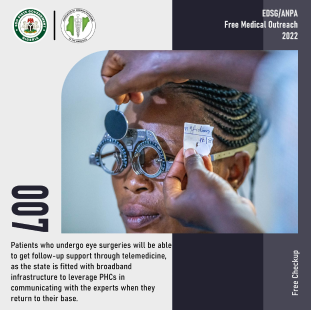 EDSG/ANPA
Free Medical Outreach
2022
007
Patients who undergo eye surgeries will be able
to get follow-up support through telemedicine,
as the state is fitted with broadband
infrastructure to leverage PHCs in
communicating with the experts when they
return to their base.
Free Checkup